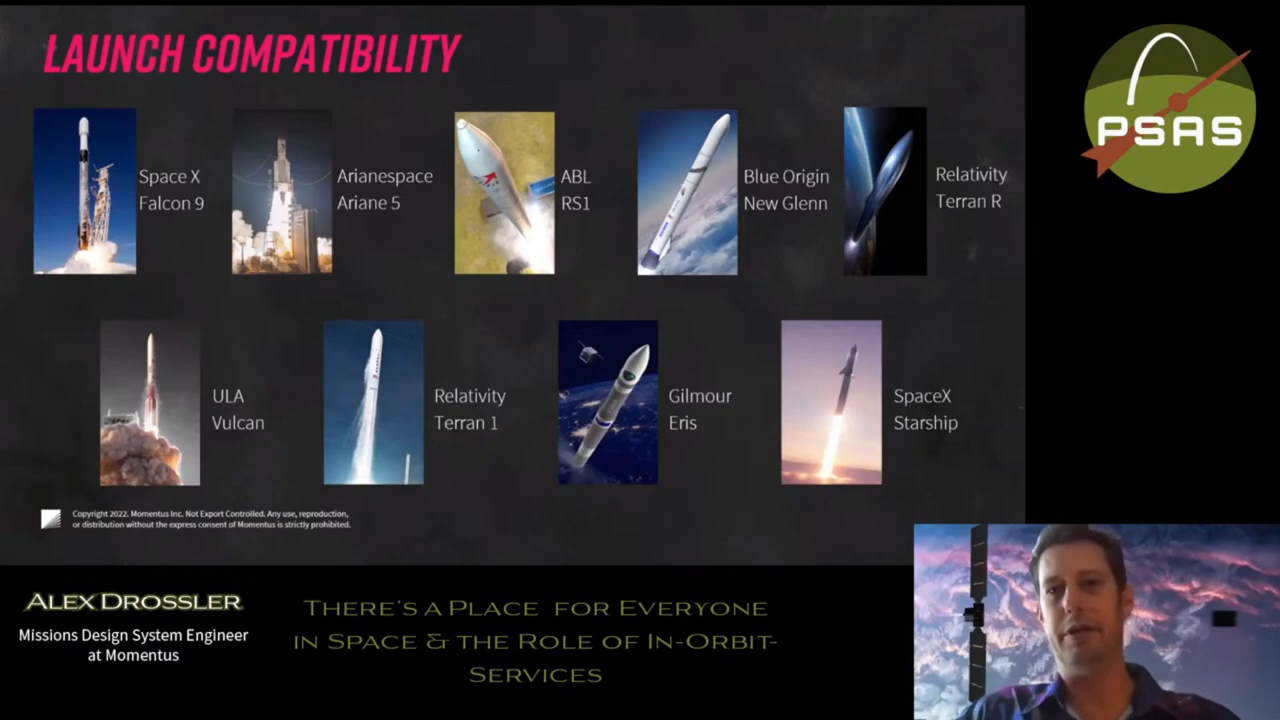 LAUNCH COMPATIBILITY
Space X
Falcon 9
Arianespace
Ariane 5
ABL
RS1
Blue Origin
New Glenn
Relativity
Terran R
ULA
Vulcan
Relativity
Terran 1
Gilmour
Eris
SpaceX
Starship
Copyright 2022. Momentus Inc. Not Export Controlled. Any use, reproduction,
or distribution without the express consent of Momentus is strictly prohibited.
PSAS
ALEX DROSSLER
Missions Design System Engineer
at Momentus
THERE'S A PLACE FOR EVERYONE
IN SPACE & THE ROLE OF IN-ORBIT-
SERVICES